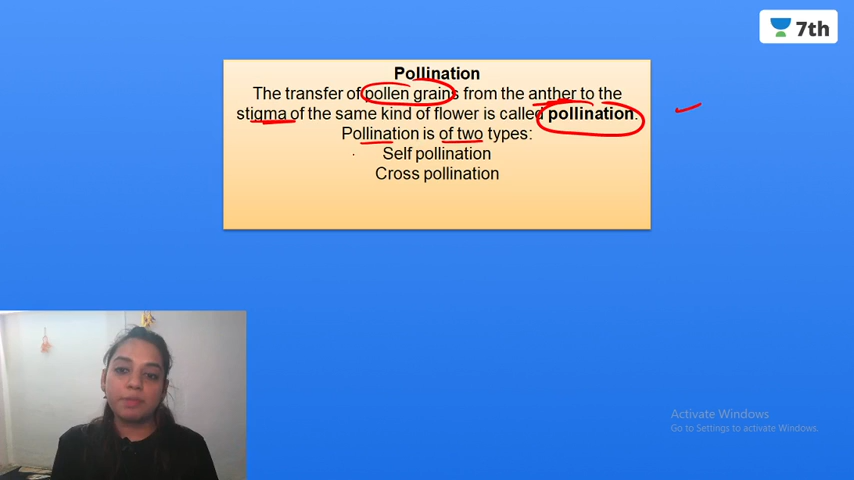 7th
Pollination
The transfer of pollen grains from the anther to the
stigma of the same kind of flower is called pollination.
Pollination is of two types:
Self pollination
Cross pollination
Activate Windows
Go to Settings to activate Windows.